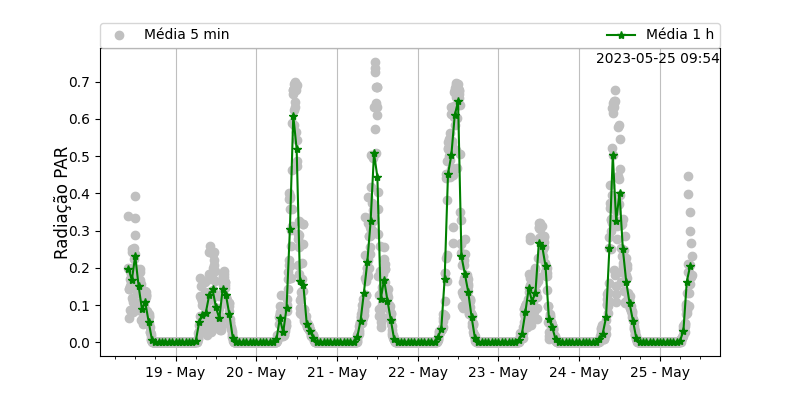 Média 5 min
Média 1 h
2023-05-25 09:54
Radiação PAR
0.7
0.6
0.5
0.4
0.3
0.2
0.1
0.0
19 - May
20 - May
21 - May
22 - May
23 - May
24 - May
25 - May